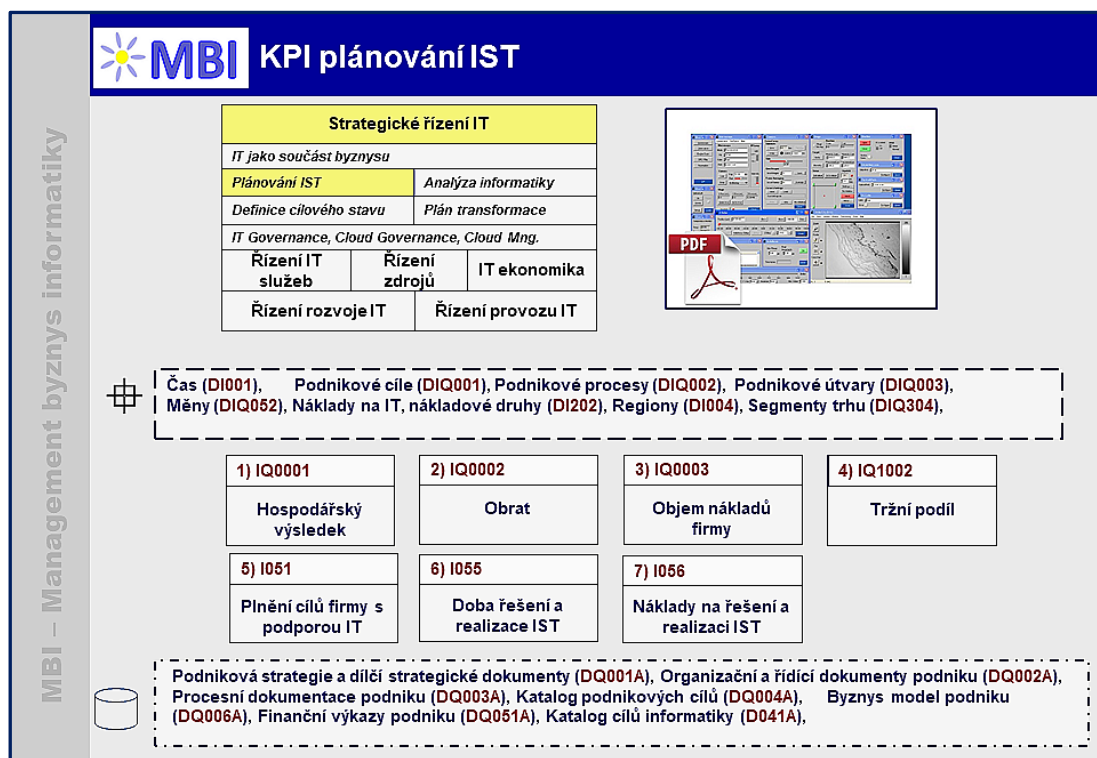 MBI – Management byznys informatiky
MBI
KPI plánování IST
Strategické řízení IT
IT jako součást byznysu
Plánování IST
Analýza informatiky
Definice cílového stavu
Plán transformace
IT Governance, Cloud Governance, Cloud Mng.
Řízení IT služeb
Řízení zdrojů
IT ekonomika
Řízení rozvoje IT
Řízení provozu IT
PDF
Čas (DI001), Podnikové cíle (DIQ001), Podnikové procesy (DIQ002), Podnikové útvary (DIQ003),
Měny (DIQ052), Náklady na IT, nákladové druhy (DI202), Regiony (DI004), Segmenty trhu (DIQ304),
1) IQ0001
Hospodářský
výsledek
2) IQ0002
Obrat
3) IQ0003
Objem nákladů
firmy
4) IQ1002
Tržní podíl
5) I051
Plnění cílů firmy s
podporou IT
6) I055
Doba řešení a
realizace IST
7) I056
Náklady na řešení a
realizaci IST
Podniková strategie a dílčí strategické dokumenty (DQ001A), Organizační a řídící dokumenty podniku (DQ002A),
Procesní dokumentace podniku (DQ003A), Katalog podnikových cílů (DQ004A), Byznys model podniku
(DQ006A), Finanční výkazy podniku (DQ051A), Katalog cílů informatiky (D041A),